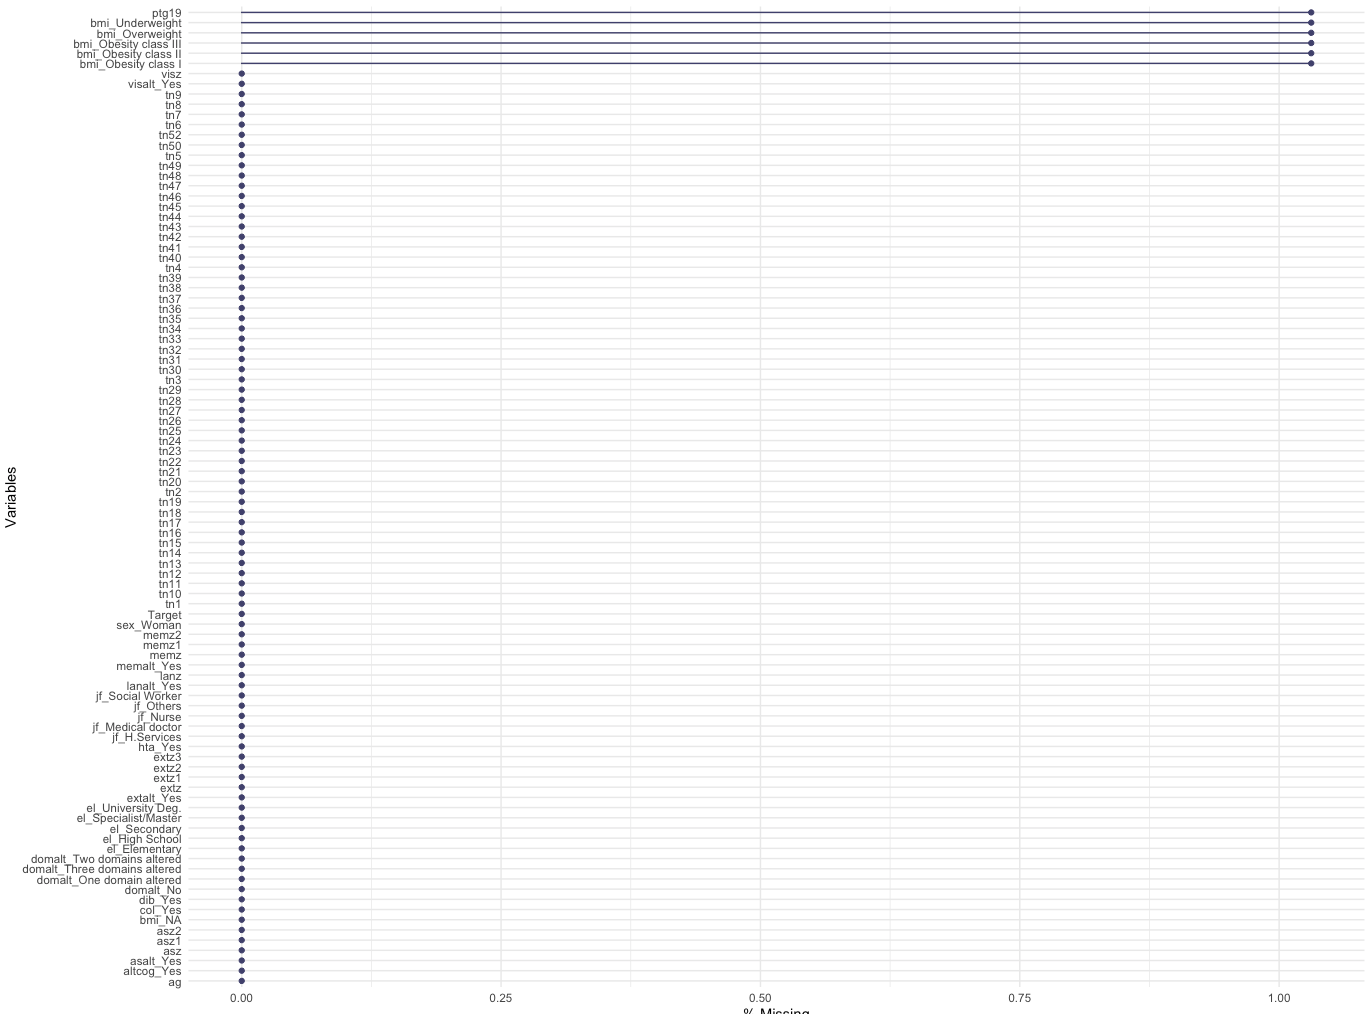 ptg19
bmi_Underweight
bmi_Overweight
bmi_Obesity class III
bmi_Obesity class II
bmi_Obesity class I
visz
visalt_Yes
tn9
tn8
tn7
tn6
tn52
tn50
tn5
tn49
tn48
tn47
tn46
tn45
tn44
tn43
tn42
tn41
tn40
tn4
tn39
tn38
tn37
tn36
tn35
tn34
tn33
tn32
tn31
tn30
tn3
tn29
tn28
tn27
tn26
tn25
tn24
tn23
tn22
tn21
tn20
tn2
tn19
tn18
tn17
tn16
tn15
tn14
tn13
tn12
tn11
tn10
tn1
Target
sex_Woman
memz2
memz1
memz
memalt_Yes
lanz
lanalt_Yes
jf_Social Worker
jf_Others
jf_Nurse
jf_Medical doctor
jf_H.Services
hta_Yes
extz3
extz2
extz1
extz
extalt_Yes
el_University Deg.
el_Specialist/Master
el_Secondary
el_High School
el_Elementary
domalt_Two domains altered
domalt_Three domains altered
domalt_One domain altered
domalt_No
dib_Yes
col_Yes
bmi_NA
asz2
asz1
asz
asalt_Yes
altcog_Yes
ag
Variables
0.00 0.25 0.50 0.75 1.00
% Missing